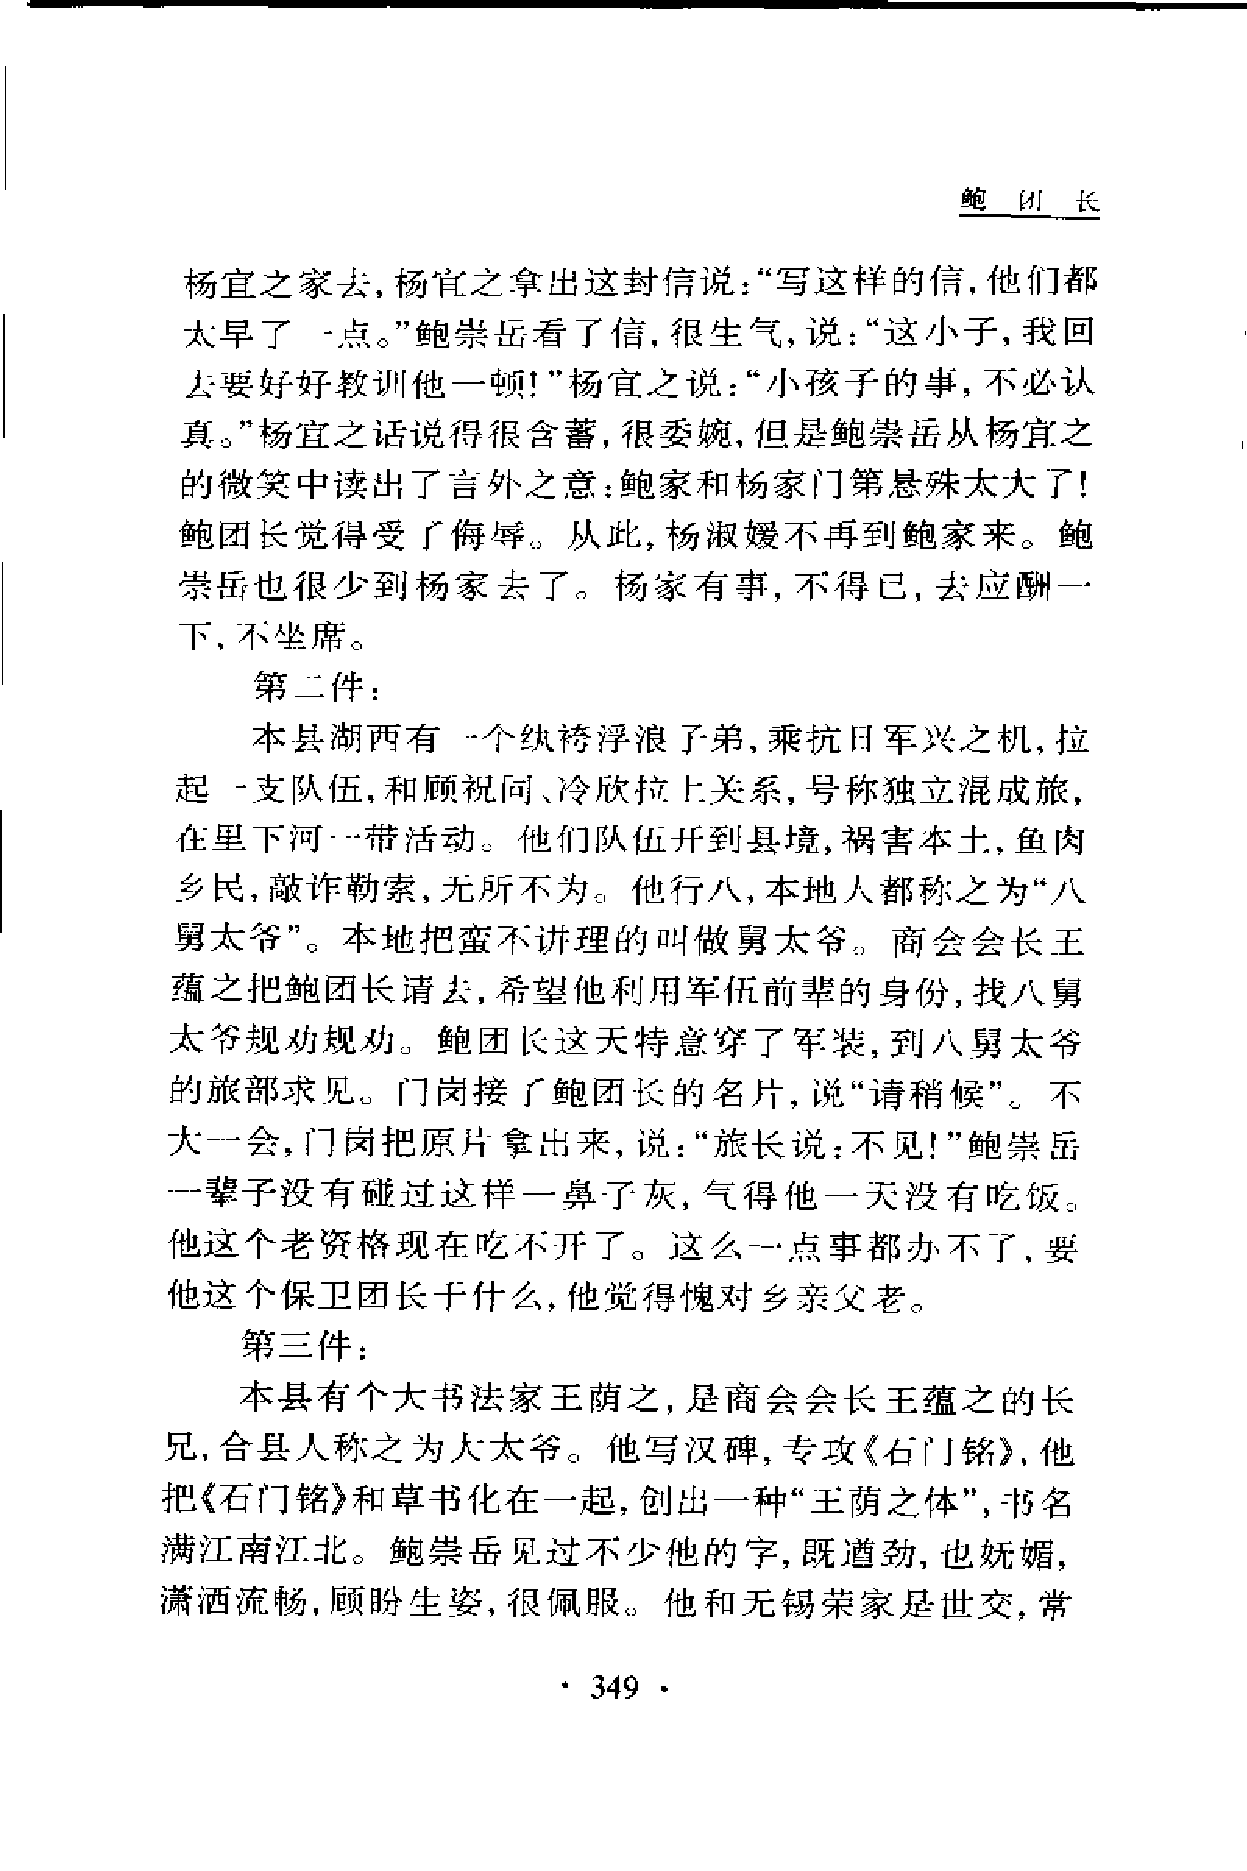 鲍团长
杨宜之家去,杨宜之拿出这封信说:“写这样的信,他们都
太早了一点。”鲍崇岳看了信,很生气,说:“这小子,我回
去要好好教训他一顿!”杨宜之说:“小孩子的事,不必认
真。”杨宜之话说得很含蓄,很委婉,但是鲍崇岳从杨宜之
的微笑中读出了言外之意:鲍家和杨家门第悬殊太大了!
鲍团长觉得受了侮辱。从此,杨淑媛不再到鲍家来。鲍
崇岳也很少到杨家去了。杨家有事,不得已,去应酬一
下,不坐席。
第二件:
本县湖西有一个纨袴浮浪子弟,乘抗日军兴之机,拉
起一支队伍,和顾祝同、冷欣拉上关系,号称独立混成旅,
在里下河一带活动。他们队伍开到县境,祸害本土,鱼肉
乡民,敲诈勒索,无所不为。他行八,本地人都称之为“八
舅太爷”。本地把蛮不讲理的叫做舅太爷。商会会长王
蕴之把鲍团长请去,希望他利用军伍前辈的身份,找八舅
太爷规劝规劝。鲍团长这天特意穿了军装,到八舅太爷
的旅部求见。门岗接了鲍团长的名片,说“请稍候”。不
大一会,门岗把原片拿出来,说:“旅长说:不见!”鲍崇岳
一辈子没有碰过这样一鼻子灰,气得他一天没有吃饭。
他这个老资格现在吃不开了。这么一点事都办不了,要
他这个保卫团长干什么,他觉得愧对乡亲父老。
第三件:
本县有个大书法家王荫之,是商会会长王蕴之的长
兄,合县人称之为大太爷。他写汉碑,专攻《石门铭》,他
把《石门铭》和草书化在一起,创出一种“王荫之体”,书名
满江南江北。鲍崇岳见过不少他的字,既遒劲,也妩媚,
潇洒流畅,顾盼生姿,很佩服。他和无锡荣家是世交,常
· 349 ·